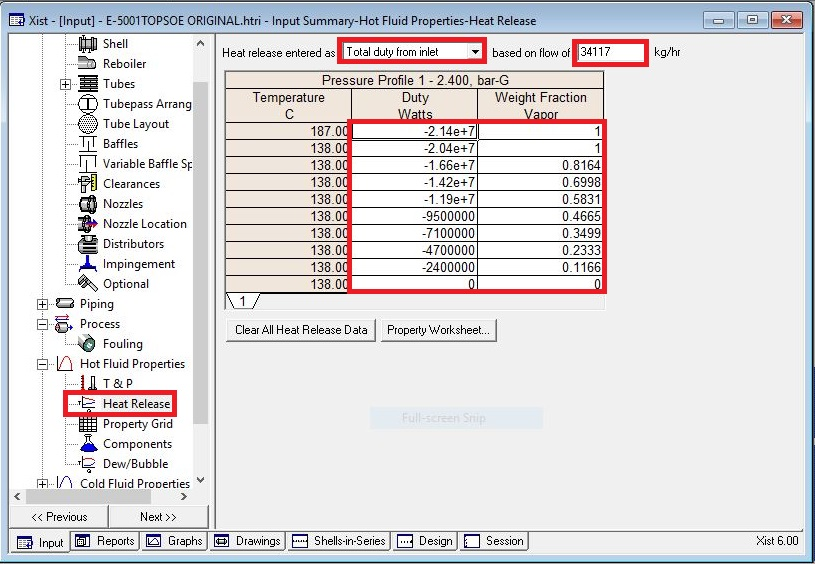 Xist - [Input] - E-5001TOPSOE ORIGINAL.htri - Input Summary-Hot Fluid Properties-Heat Release
Shell
Reboiler
Tubes
Tubepass Arrang
Tube Layout
Baffles
Variable Baffle Sp
Clearances
Nozzles
Nozzle Location
Distributors
Impingement
Optional
Piping
Process
Fouling
Hot Fluid Properties
T & P
Heat Release
Property Grid
Components
Dew/Bubble
Cold Fluid Properties
<< Previous Next >>
Heat release entered as Total duty from inlet based on flow of 34117 kg/hr
Pressure Profile 1 - 2.400, bar-G
Temperature Duty Weight Fraction
C Watts Vapor
187.00 -2.14e+7 1
138.00 -2.04e+7 1
138.00 -1.66e+7 0.8164
138.00 -1.42e+7 0.6998
138.00 -1.19e+7 0.5831
138.00 -9500000 0.4665
138.00 -7100000 0.3499
138.00 -4700000 0.2333
138.00 -2400000 0.1166
138.00 0 0
1
Clear All Heat Release Data Property Worksheet...
Full-screen Snip
Input Reports Graphs Drawings Shells-in-Series Design Session Xist 6.00